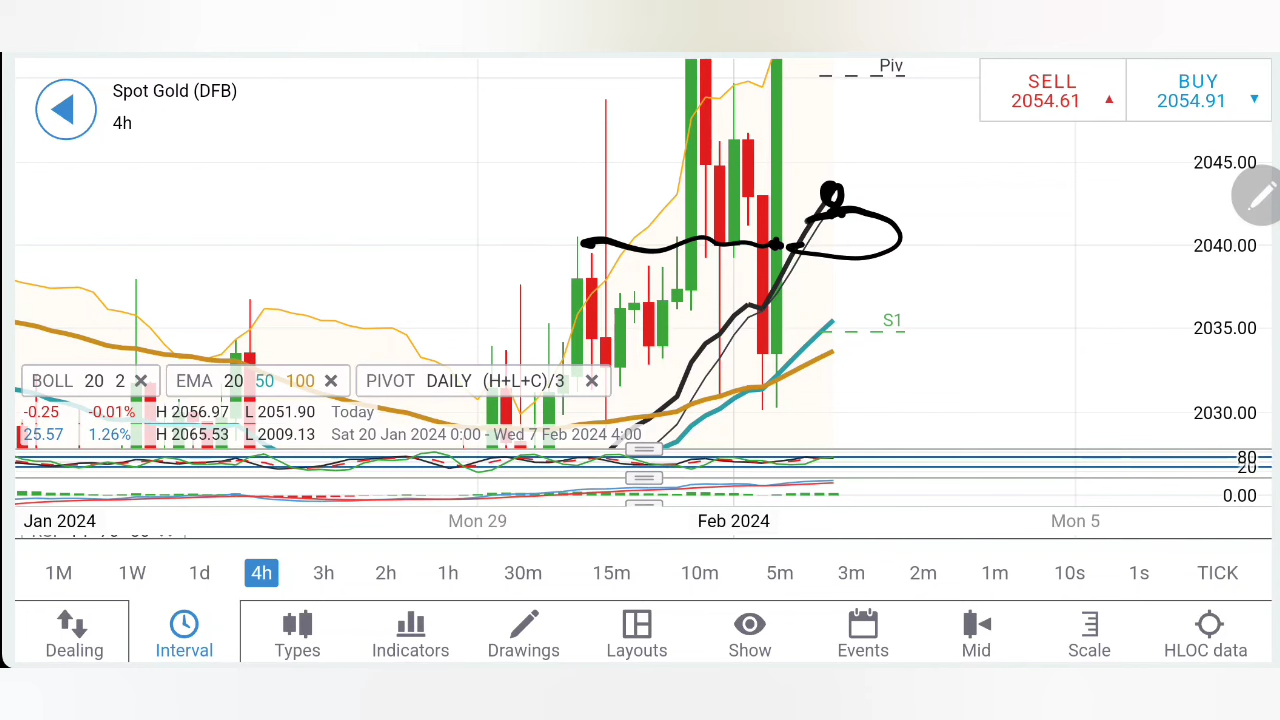 Piv
Spot Gold (DFB)
4h
SELL
2054.61
BUY
2054.91
2045.00
2040.00
2035.00
2030.00
S1
BOLL 20 2
EMA 20 50 100
PIVOT DAILY (H+L+C)/3
-0.25 -0.01% H 2056.97 L 2051.90 Today
25.57 1.26% H 2065.53 L 2009.13 Sat 20 Jan 2024 0:00 - Wed 7 Feb 2024 4:00
80
20
0.00
Jan 2024 Mon 29 Feb 2024 Mon 5
1M 1W 1d 4h 3h 2h 1h 30m 15m 10m 5m 3m 2m 1m 10s 1s TICK
Dealing Interval Types Indicators Drawings Layouts Show Events Mid Scale HLOC data